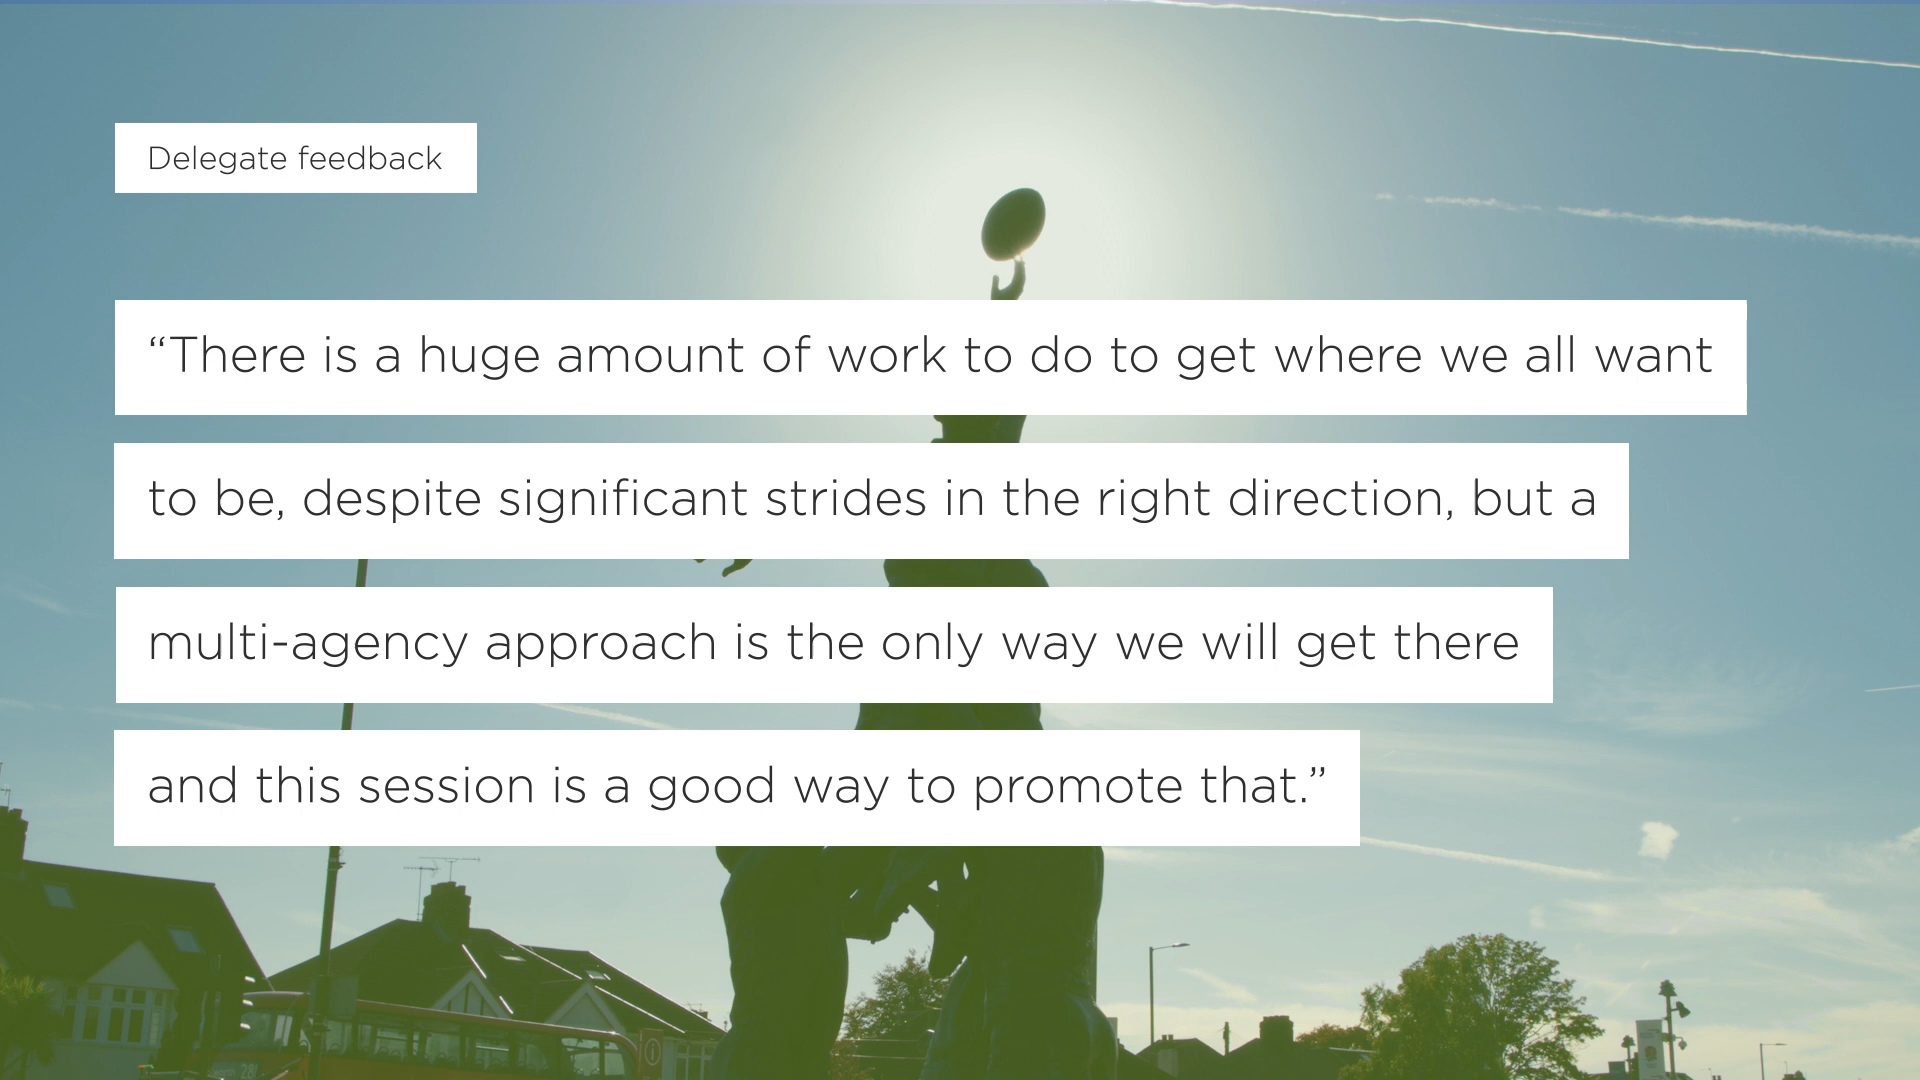 Delegate feedback
“There is a huge amount of work to do to get where we all want
to be, despite significant strides in the right direction, but a
multi-agency approach is the only way we will get there
and this session is a good way to promote that.”
281